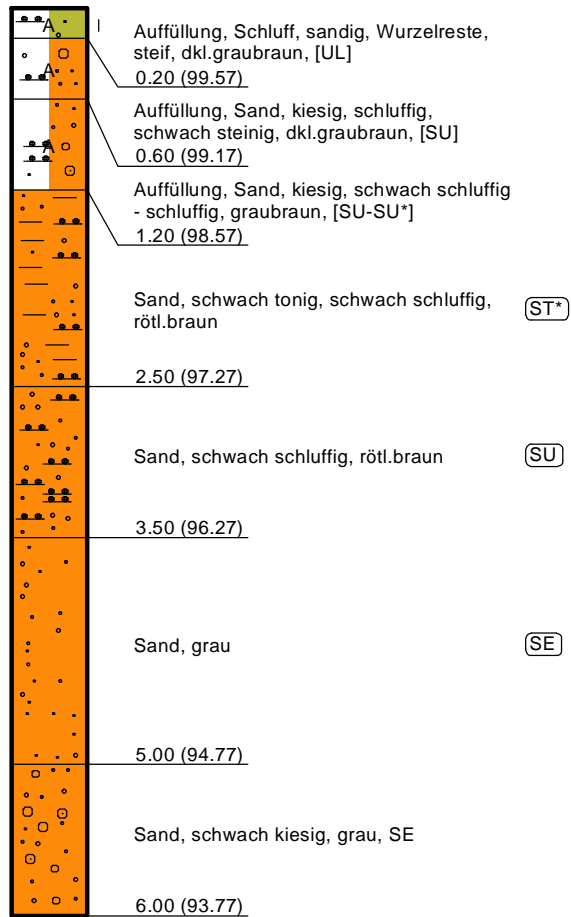 A
Auffüllung, Schluff, sandig, Wurzelreste,
steif, dkl.graubraun, [UL]
0.20 (99.57)
A
Auffüllung, Sand, kiesig, schluffig,
schwach steinig, dkl.graubraun, [SU]
0.60 (99.17)
A
Auffüllung, Sand, kiesig, schwach schluffig
- schluffig, graubraun, [SU-SU*]
1.20 (98.57)
Sand, schwach tonig, schwach schluffig,
rötl.braun
ST*
2.50 (97.27)
Sand, schwach schluffig, rötl.braun
SU
3.50 (96.27)
Sand, grau
SE
5.00 (94.77)
Sand, schwach kiesig, grau, SE
6.00 (93.77)